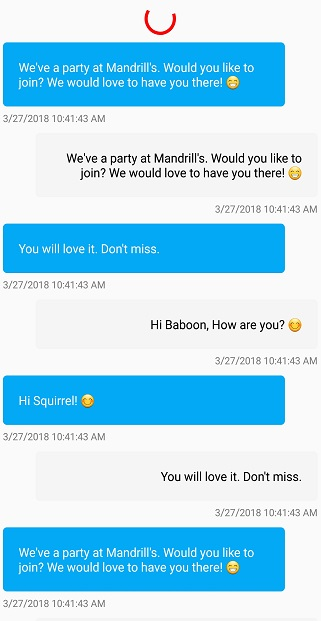 We've a party at Mandrill's. Would you like to
join? We would love to have you there! 😁
3/27/2018 10:41:43 AM
We've a party at Mandrill's. Would you like to
join? We would love to have you there! 😁
3/27/2018 10:41:43 AM
You will love it. Don't miss.
3/27/2018 10:41:43 AM
Hi Baboon, How are you? 😊
3/27/2018 10:41:43 AM
Hi Squirrel! 😊
3/27/2018 10:41:43 AM
You will love it. Don't miss.
3/27/2018 10:41:43 AM
We've a party at Mandrill's. Would you like to
join? We would love to have you there! 😁
3/27/2018 10:41:43 AM